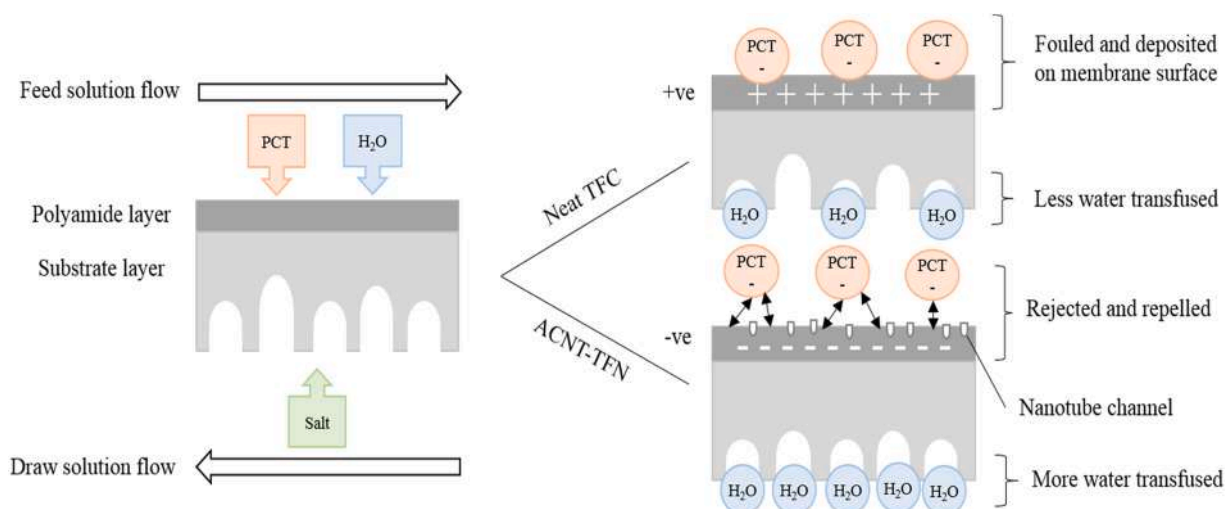 Feed solution flow
PCT
H₂O
Polyamide layer
Substrate layer
Salt
Draw solution flow
Neat TFC
ACNT-TFN
PCT
-
PCT
-
PCT
-
Fouled and deposited
on membrane surface
+ve
+ + + + + + +
H₂O
H₂O
H₂O
Less water transfused
PCT
-
PCT
-
PCT
-
Rejected and repelled
-ve
- - - - - - - - - - -
Nanotube channel
H₂O
H₂O
H₂O
H₂O
H₂O
More water transfused